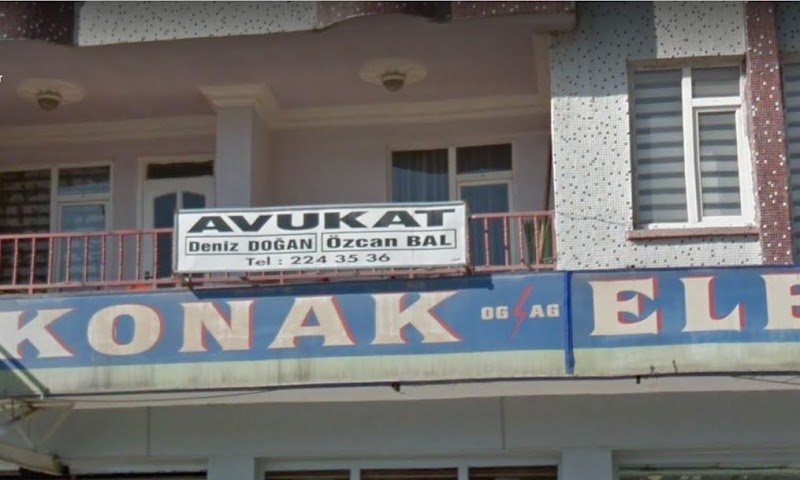 AVUKAT
Deniz DOĞAN Özcan BAL
Tel : 224 35 36
KONAK OG AG ELE